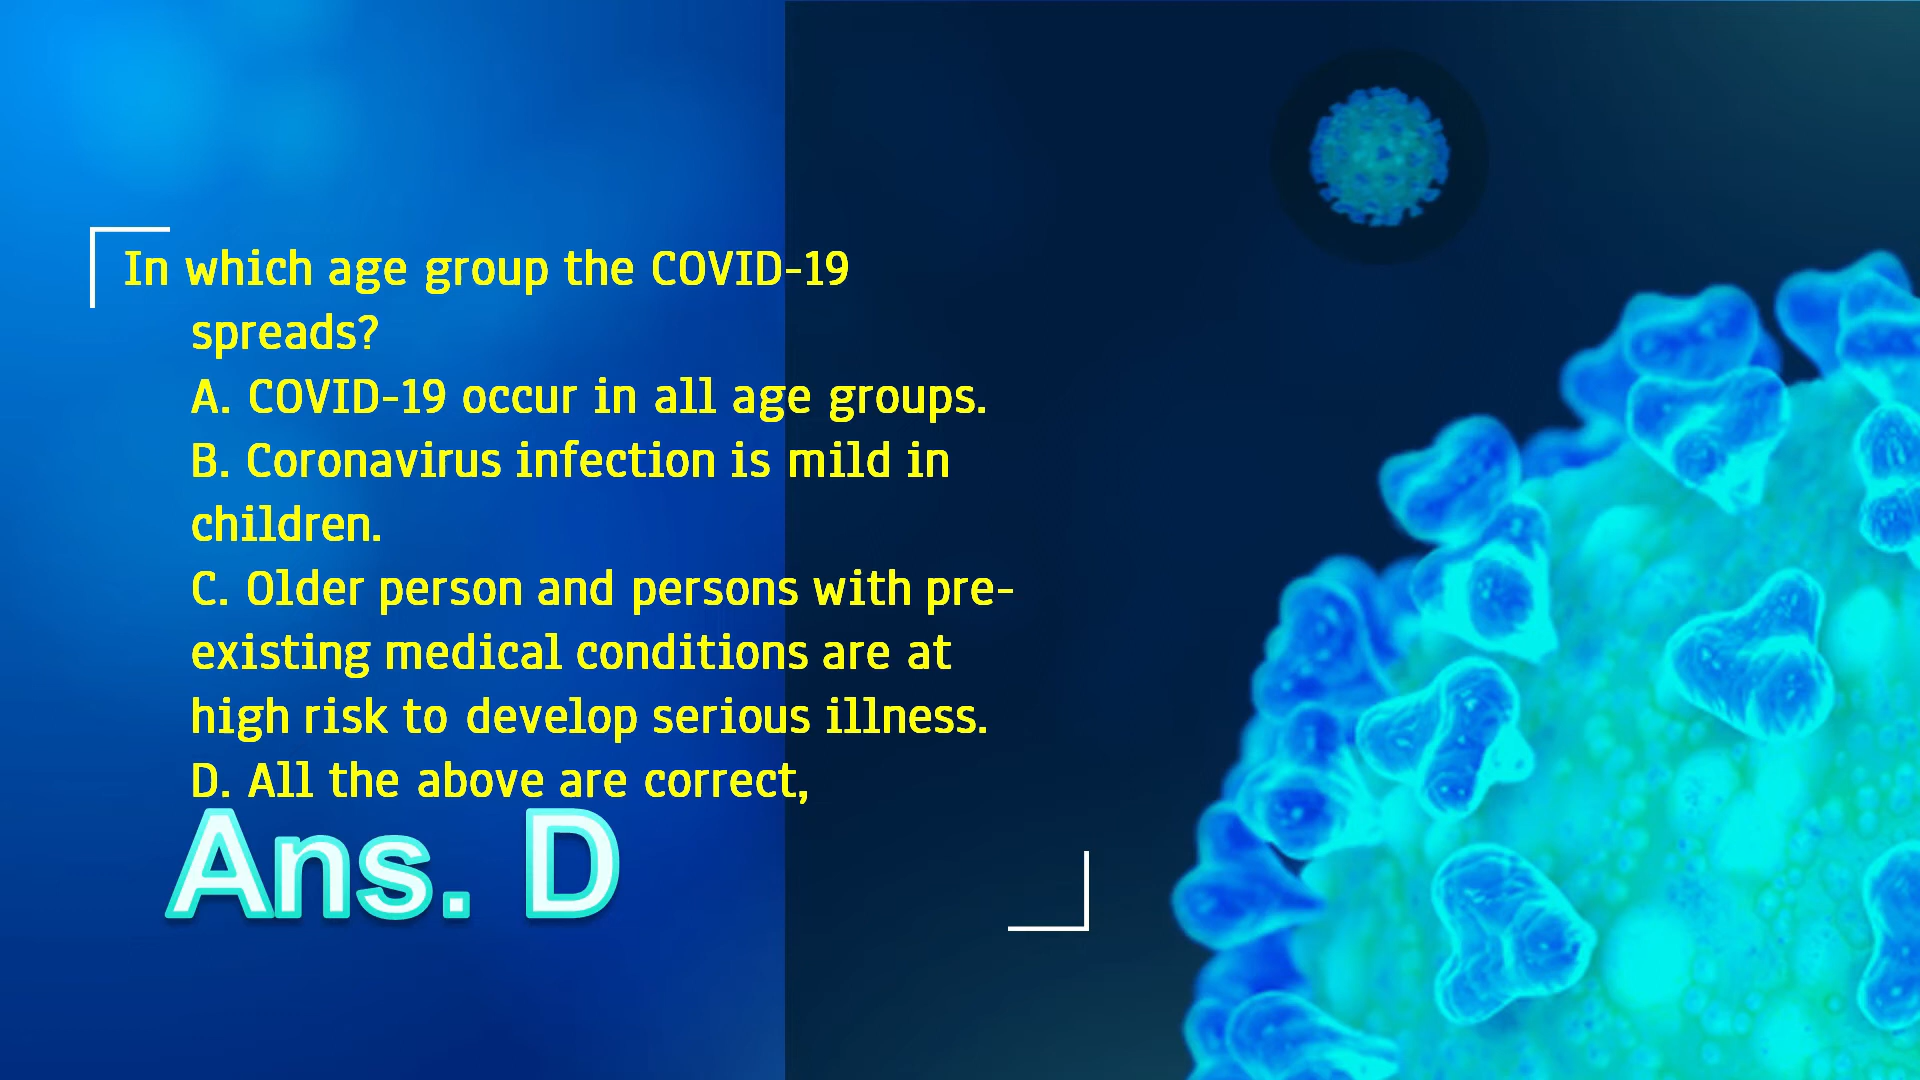 In which age group the COVID-19
spreads?
A. COVID-19 occur in all age groups.
B. Coronavirus infection is mild in
children.
C. Older person and persons with pre-
existing medical conditions are at
high risk to develop serious illness.
D. All the above are correct,
Ans. D